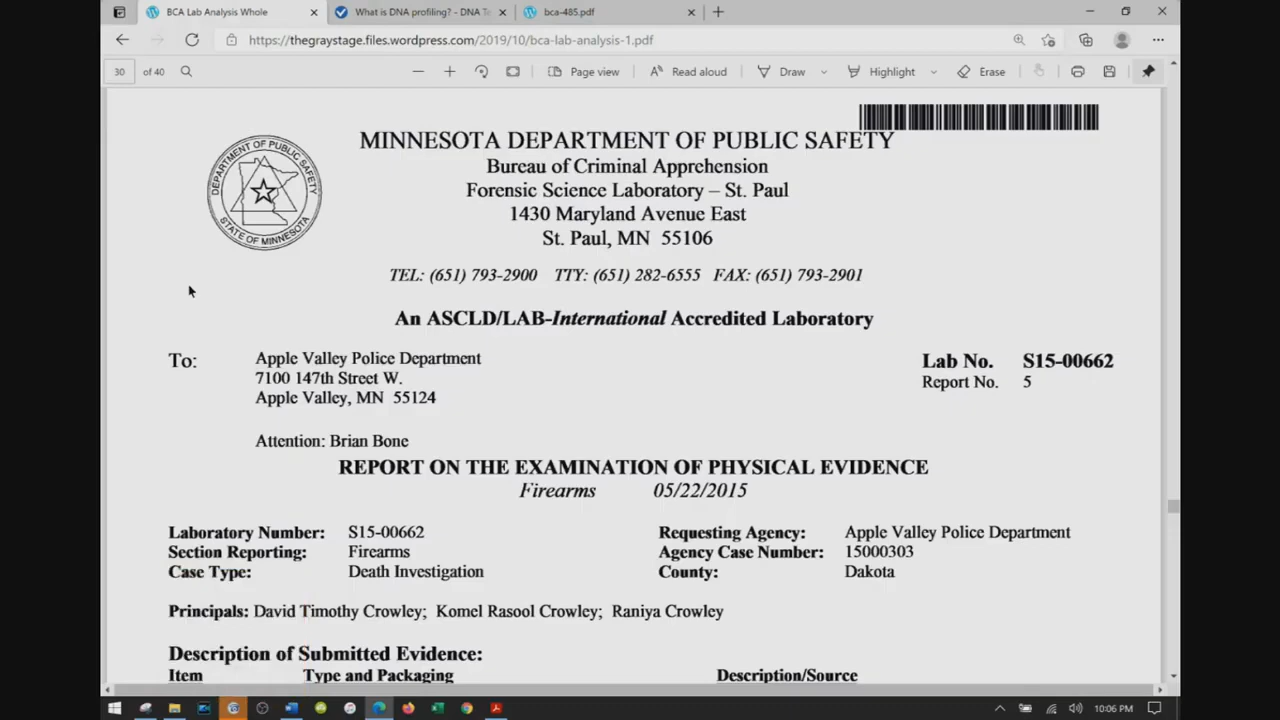 BCA Lab Analysis Whole
What is DNA profiling? - DNA Te
bca-485.pdf
https://thegraystage.files.wordpress.com/2019/10/bca-lab-analysis-1.pdf
30 of 40
Page view
Read aloud
Draw
Highlight
Erase
DEPARTMENT OF PUBLIC SAFETY
STATE OF MINNESOTA
MINNESOTA DEPARTMENT OF PUBLIC SAFETY
Bureau of Criminal Apprehension
Forensic Science Laboratory – St. Paul
1430 Maryland Avenue East
St. Paul, MN 55106
TEL: (651) 793-2900 TTY: (651) 282-6555 FAX: (651) 793-2901
An ASCLD/LAB-International Accredited Laboratory
To: Apple Valley Police Department
7100 147th Street W.
Apple Valley, MN 55124
Lab No. S15-00662
Report No. 5
Attention: Brian Bone
REPORT ON THE EXAMINATION OF PHYSICAL EVIDENCE
Firearms 05/22/2015
Laboratory Number: S15-00662 Requesting Agency: Apple Valley Police Department
Section Reporting: Firearms Agency Case Number: 15000303
Case Type: Death Investigation County: Dakota
Principals: David Timothy Crowley; Komel Rasool Crowley; Raniya Crowley
Description of Submitted Evidence:
Item Type and Packaging Description/Source
10:06 PM